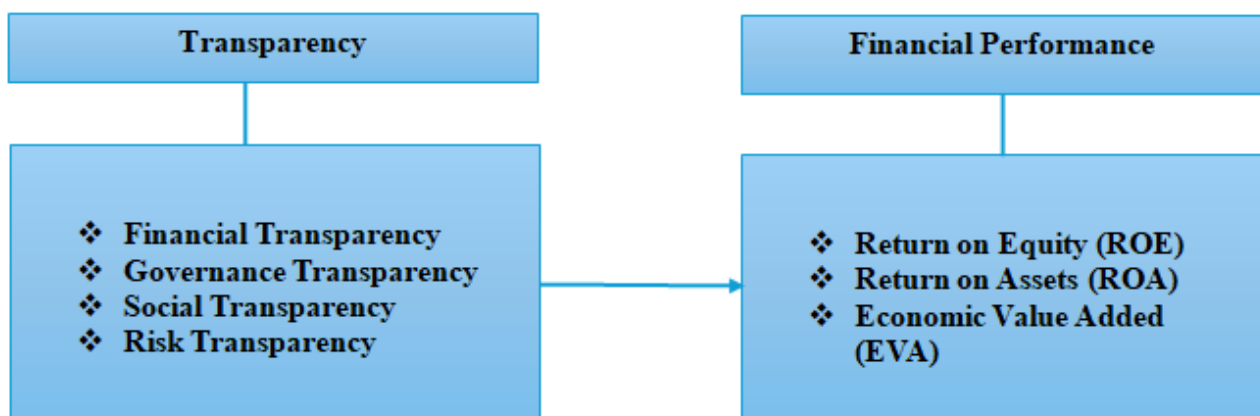 Transparency
Financial Performance
❖ Financial Transparency
❖ Governance Transparency
❖ Social Transparency
❖ Risk Transparency
❖ Return on Equity (ROE)
❖ Return on Assets (ROA)
❖ Economic Value Added
(EVA)